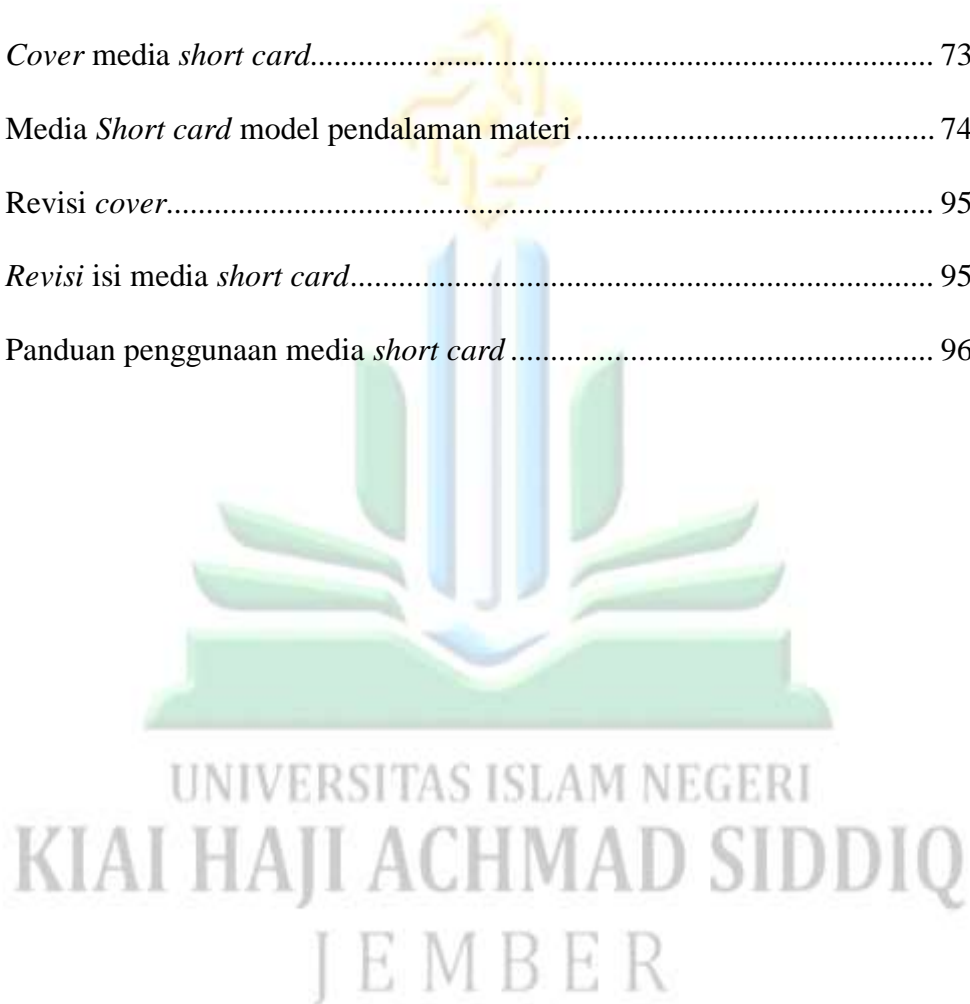 Cover media short card.......................................................................................... 73
Media Short card model pendalaman materi .................................................... 74
Revisi cover................................................................................................................ 95
Revisi isi media short card..................................................................................... 95
Panduan penggunaan media short card ............................................................. 96
UNIVERSITAS ISLAM NEGERI
KIAI HAJI ACHMAD SIDDIQ
JEMBER